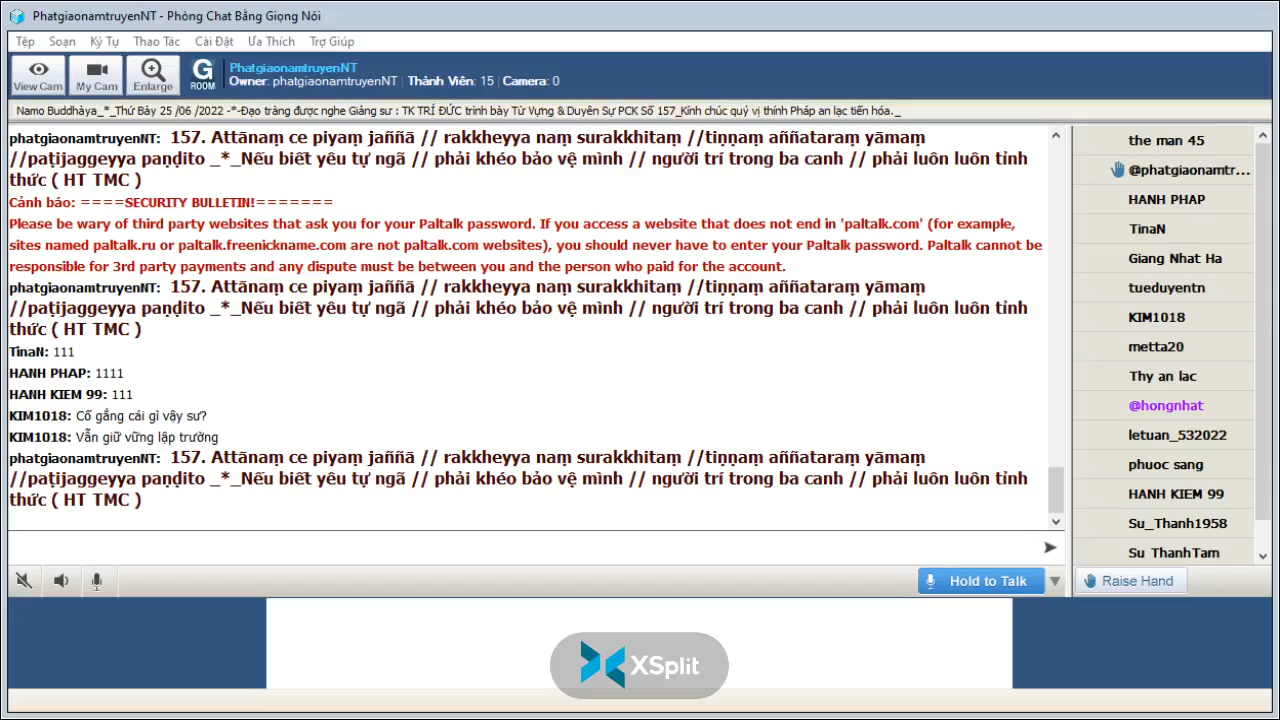 PhatgiaonamtruyenNT - Phòng Chat Bằng Giọng Nói
Tệp Soạn Ký Tự Thao Tác Cài Đặt Ưa Thích Trợ Giúp
View Cam My Cam Enlarge G ROOM
PhatgiaonamtruyenNT
Owner: phatgiaonamtruyenNT Thành Viên: 15 Camera: 0
Namo Buddhàya_*_Thứ Bảy 25 /06 /2022 -*-Đạo tràng được nghe Giảng sư : TK TRÍ ĐỨC trình bày Từ Vựng & Duyên Sự PCK Số 157_Kính chúc quý vị thính Pháp an lạc tiến hóa._
phatgiaonamtruyenNT: 157. Attānaṃ ce piyaṃ jaññā // rakkheyya naṃ surakkhitaṃ //tiṇṇaṃ aññataraṃ yāmaṃ
//paṭijaggeyya paṇḍito _*_Nếu biết yêu tự ngã // phải khéo bảo vệ mình // người trí trong ba canh // phải luôn luôn tỉnh
thức ( HT TMC )
Cảnh báo: ====SECURITY BULLETIN!=======
Please be wary of third party websites that ask you for your Paltalk password. If you access a website that does not end in 'paltalk.com' (for example,
sites named paltalk.ru or paltalk.freenickname.com are not paltalk.com websites), you should never have to enter your Paltalk password. Paltalk cannot be
responsible for 3rd party payments and any dispute must be between you and the person who paid for the account.
phatgiaonamtruyenNT: 157. Attānaṃ ce piyaṃ jaññā // rakkheyya naṃ surakkhitaṃ //tiṇṇaṃ aññataraṃ yāmaṃ
//paṭijaggeyya paṇḍito _*_Nếu biết yêu tự ngã // phải khéo bảo vệ mình // người trí trong ba canh // phải luôn luôn tỉnh
thức ( HT TMC )
TinaN: 111
HANH PHAP: 1111
HANH KIEM 99: 111
KIM1018: Cố gắng cái gì vậy sư?
KIM1018: Vẫn giữ vững lập trường
phatgiaonamtruyenNT: 157. Attānaṃ ce piyaṃ jaññā // rakkheyya naṃ surakkhitaṃ //tiṇṇaṃ aññataraṃ yāmaṃ
//paṭijaggeyya paṇḍito _*_Nếu biết yêu tự ngã // phải khéo bảo vệ mình // người trí trong ba canh // phải luôn luôn tỉnh
thức ( HT TMC )
the man 45
@phatgiaonamtr...
HANH PHAP
TinaN
Giang Nhat Ha
tueduyentn
KIM1018
metta20
Thy an lac
@hongnhat
letuan_532022
phuoc sang
HANH KIEM 99
Su_Thanh1958
Su ThanhTam
Hold to Talk
Raise Hand
XSplit